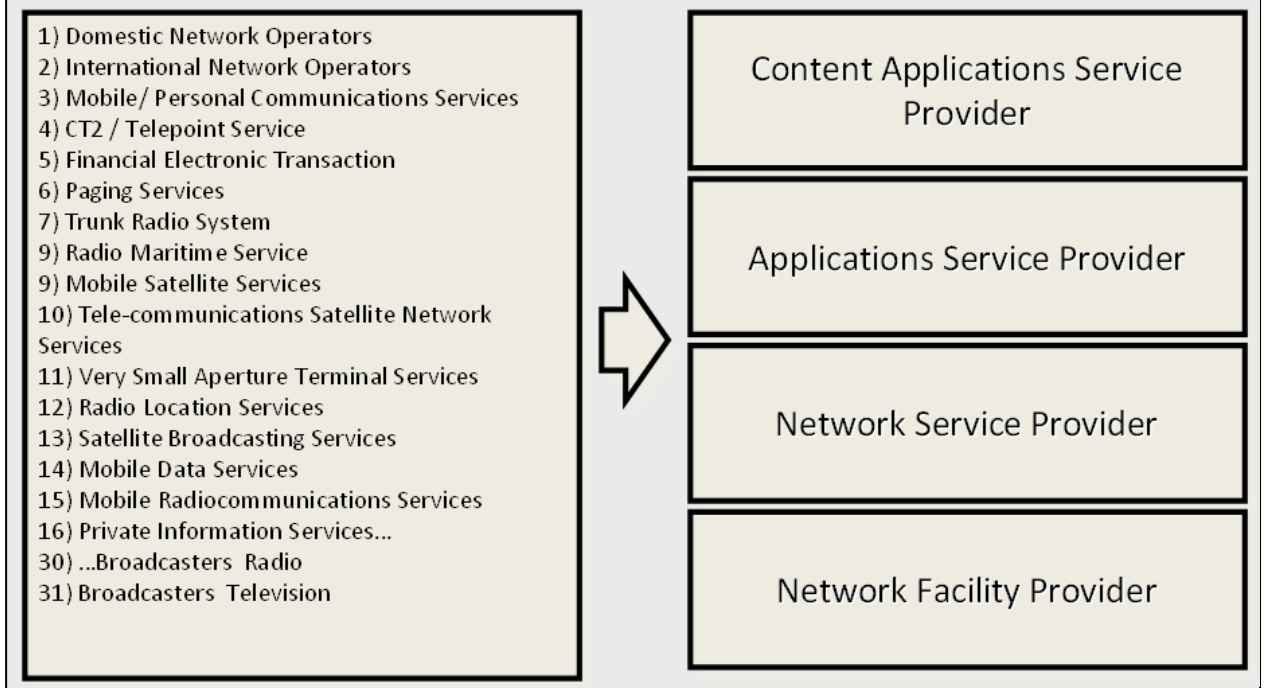 1) Domestic Network Operators
2) International Network Operators
3) Mobile/ Personal Communications Services
4) CT2 / Telepoint Service
5) Financial Electronic Transaction
6) Paging Services
7) Trunk Radio System
9) Radio Maritime Service
9) Mobile Satellite Services
10) Tele-communications Satellite Network
Services
11) Very Small Aperture Terminal Services
12) Radio Location Services
13) Satellite Broadcasting Services
14) Mobile Data Services
15) Mobile Radiocommunications Services
16) Private Information Services...
30) ...Broadcasters Radio
31) Broadcasters Television
Content Applications Service
Provider
Applications Service Provider
Network Service Provider
Network Facility Provider